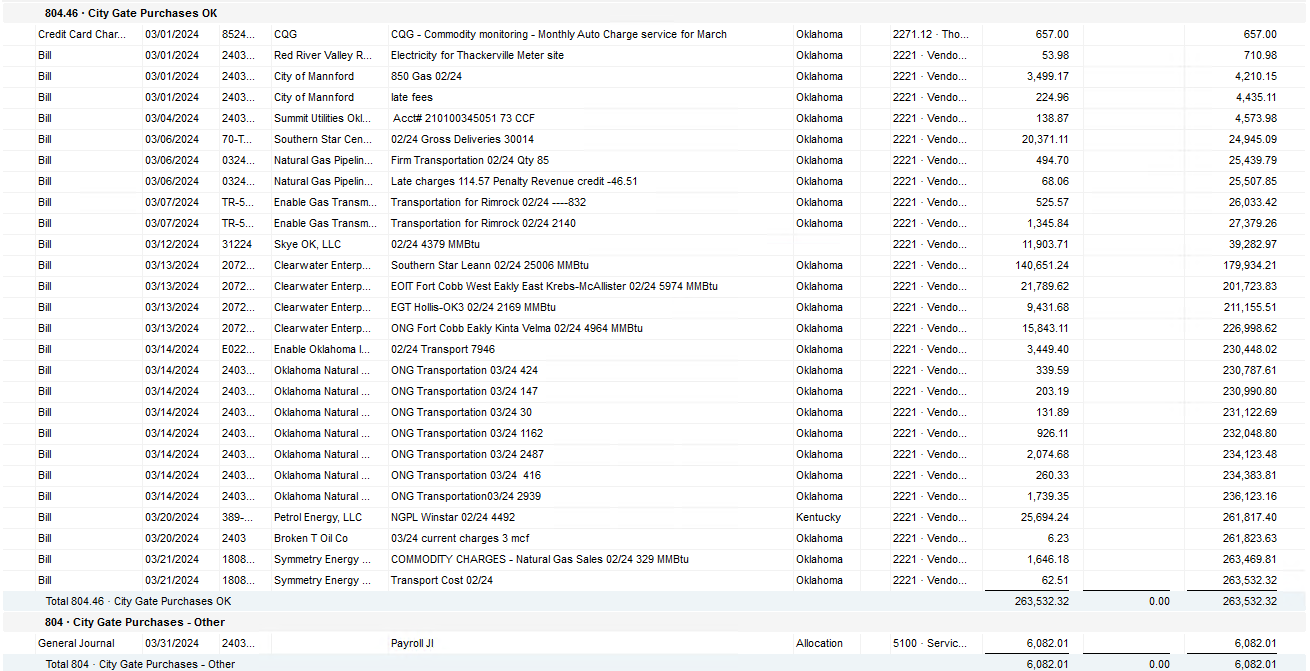 804.46 · City Gate Purchases OK
Credit Card Char... 03/01/2024 8524... CQG CQG - Commodity monitoring - Monthly Auto Charge service for March Oklahoma 2271.12 · Tho... 657.00 657.00
Bill 03/01/2024 2403... Red River Valley R... Electricity for Thackerville Meter site Oklahoma 2221 · Vendo... 53.98 710.98
Bill 03/01/2024 2403... City of Mannford 850 Gas 02/24 Oklahoma 2221 · Vendo... 3,499.17 4,210.15
Bill 03/01/2024 2403... City of Mannford late fees Oklahoma 2221 · Vendo... 224.96 4,435.11
Bill 03/04/2024 2403... Summit Utilities Okl... Acct# 210100345051 73 CCF Oklahoma 2221 · Vendo... 138.87 4,573.98
Bill 03/06/2024 70-T... Southern Star Cen... 02/24 Gross Deliveries 30014 Oklahoma 2221 · Vendo... 20,371.11 24,945.09
Bill 03/06/2024 0324... Natural Gas Pipelin... Firm Transportation 02/24 Qty 85 Oklahoma 2221 · Vendo... 494.70 25,439.79
Bill 03/06/2024 0324... Natural Gas Pipelin... Late charges 114.57 Penalty Revenue credit -46.51 Oklahoma 2221 · Vendo... 68.06 25,507.85
Bill 03/07/2024 TR-5... Enable Gas Transm... Transportation for Rimrock 02/24 ----832 Oklahoma 2221 · Vendo... 525.57 26,033.42
Bill 03/07/2024 TR-5... Enable Gas Transm... Transportation for Rimrock 02/24 2140 Oklahoma 2221 · Vendo... 1,345.84 27,379.26
Bill 03/12/2024 31224 Skye OK, LLC 02/24 4379 MMBtu 2221 · Vendo... 11,903.71 39,282.97
Bill 03/13/2024 2072... Clearwater Enterp... Southern Star Leann 02/24 25006 MMBtu Oklahoma 2221 · Vendo... 140,651.24 179,934.21
Bill 03/13/2024 2072... Clearwater Enterp... EOIT Fort Cobb West Eakly East Krebs-McAllister 02/24 5974 MMBtu Oklahoma 2221 · Vendo... 21,789.62 201,723.83
Bill 03/13/2024 2072... Clearwater Enterp... EGT Hollis-OK3 02/24 2169 MMBtu Oklahoma 2221 · Vendo... 9,431.68 211,155.51
Bill 03/13/2024 2072... Clearwater Enterp... ONG Fort Cobb Eakly Kinta Velma 02/24 4964 MMBtu Oklahoma 2221 · Vendo... 15,843.11 226,998.62
Bill 03/14/2024 E022... Enable Oklahoma I... 02/24 Transport 7946 Oklahoma 2221 · Vendo... 3,449.40 230,448.02
Bill 03/14/2024 2403... Oklahoma Natural ... ONG Transportation 03/24 424 Oklahoma 2221 · Vendo... 339.59 230,787.61
Bill 03/14/2024 2403... Oklahoma Natural ... ONG Transportation 03/24 147 Oklahoma 2221 · Vendo... 203.19 230,990.80
Bill 03/14/2024 2403... Oklahoma Natural ... ONG Transportation 03/24 30 Oklahoma 2221 · Vendo... 131.89 231,122.69
Bill 03/14/2024 2403... Oklahoma Natural ... ONG Transportation 03/24 1162 Oklahoma 2221 · Vendo... 926.11 232,048.80
Bill 03/14/2024 2403... Oklahoma Natural ... ONG Transportation 03/24 2487 Oklahoma 2221 · Vendo... 2,074.68 234,123.48
Bill 03/14/2024 2403... Oklahoma Natural ... ONG Transportation 03/24 416 Oklahoma 2221 · Vendo... 260.33 234,383.81
Bill 03/14/2024 2403... Oklahoma Natural ... ONG Transportation03/24 2939 Oklahoma 2221 · Vendo... 1,739.35 236,123.16
Bill 03/20/2024 389-... Petrol Energy, LLC NGPL Winstar 02/24 4492 Kentucky 2221 · Vendo... 25,694.24 261,817.40
Bill 03/20/2024 2403 Broken T Oil Co 03/24 current charges 3 mcf Oklahoma 2221 · Vendo... 6.23 261,823.63
Bill 03/21/2024 1808... Symmetry Energy ... COMMODITY CHARGES - Natural Gas Sales 02/24 329 MMBtu Oklahoma 2221 · Vendo... 1,646.18 263,469.81
Bill 03/21/2024 1808... Symmetry Energy ... Transport Cost 02/24 Oklahoma 2221 · Vendo... 62.51 263,532.32
Total 804.46 · City Gate Purchases OK 263,532.32 0.00 263,532.32
804 · City Gate Purchases - Other
General Journal 03/31/2024 2403... Payroll JI Allocation 5100 · Servic... 6,082.01 6,082.01
Total 804 · City Gate Purchases - Other 6,082.01 0.00 6,082.01